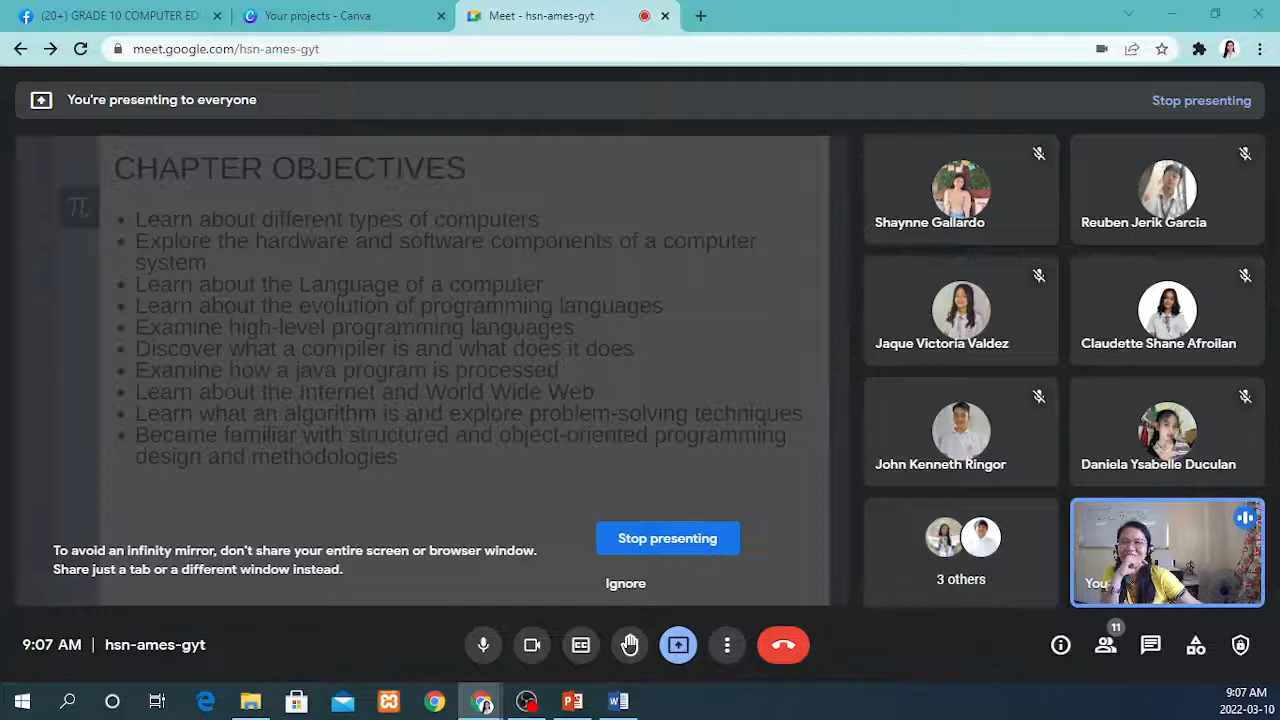 (20+) GRADE 10 COMPUTER ED
Your projects - Canva
Meet - hsn-ames-gyt
meet.google.com/hsn-ames-gyt
You're presenting to everyone
Stop presenting
CHAPTER OBJECTIVES
π
• Learn about different types of computers
• Explore the hardware and software components of a computer
system
• Learn about the Language of a computer
• Learn about the evolution of programming languages
• Examine high-level programming languages
• Discover what a compiler is and what does it does
• Examine how a java program is processed
• Learn about the Internet and World Wide Web
• Learn what an algorithm is and explore problem-solving techniques
• Became familiar with structured and object-oriented programming
design and methodologies
To avoid an infinity mirror, don't share your entire screen or browser window.
Share just a tab or a different window instead.
Stop presenting
Ignore
Shaynne Gallardo
Reuben Jerik Garcia
Jaque Victoria Valdez
Claudette Shane Afroilan
John Kenneth Ringor
Daniela Ysabelle Duculan
3 others
You
9:07 AM | hsn-ames-gyt
11
9:07 AM
2022-03-10